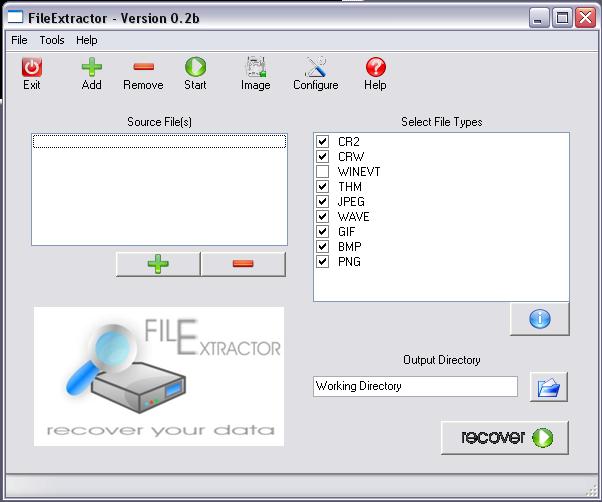 FileExtractor - Version 0.2b
File Tools Help
Exit Add Remove Start Image Configure Help
Source File(s)
Select File Types
CR2
CRW
WINEVT
THM
JPEG
WAVE
GIF
BMP
PNG
FILE EXTRACTOR
recover your data
Output Directory
Working Directory
recover